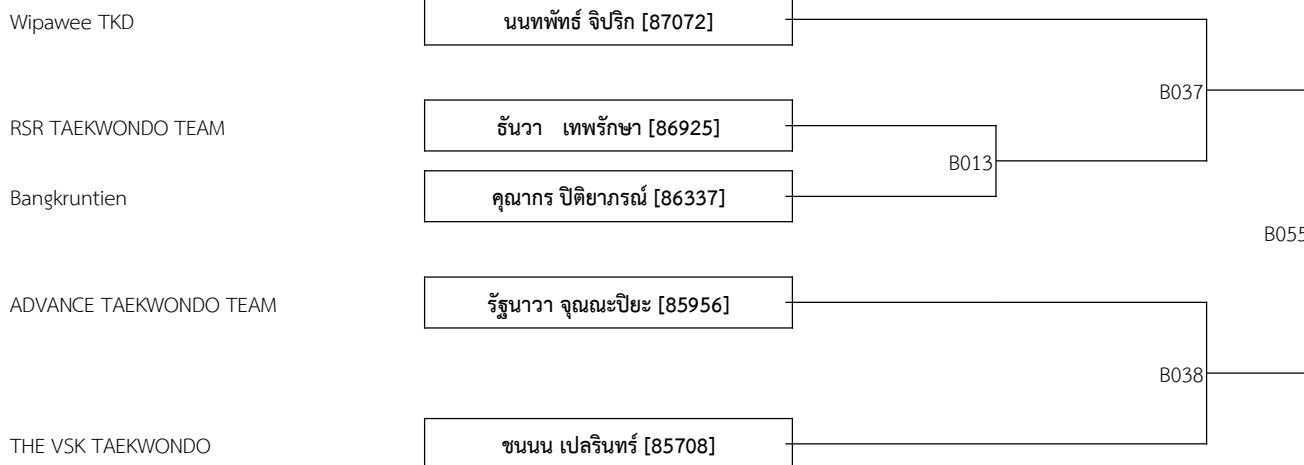 Wipawee TKD
นนทพัทธ์ จิปริก [87072]
B037
RSR TAEKWONDO TEAM
ธันวา เทพรักษา [86925]
B013
Bangkruntien
คุณากร ปิติยาภรณ์ [86337]
B055
ADVANCE TAEKWONDO TEAM
รัฐนาวา จุณณะปิยะ [85956]
B038
THE VSK TAEKWONDO
ชนนน เปลรินทร์ [85708]